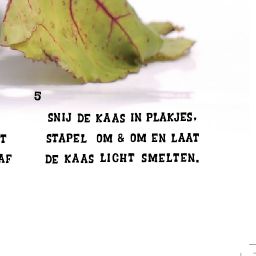 5
SNIJ DE KAAS IN PLAKJES,
T STAPEL OM & OM EN LAAT
AF DE KAAS LICHT SMELTEN.